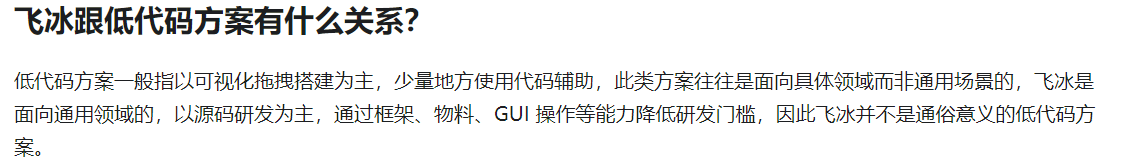 飞冰跟低代码方案有什么关系？
低代码方案一般指以可视化拖拽搭建为主，少量地方使用代码辅助，此类方案往往是面向具体领域而非通用场景的，飞冰是
面向通用领域的，以源码研发为主，通过框架、物料、GUI 操作等能力降低研发门槛，因此飞冰并不是通俗意义的低代码方
案。